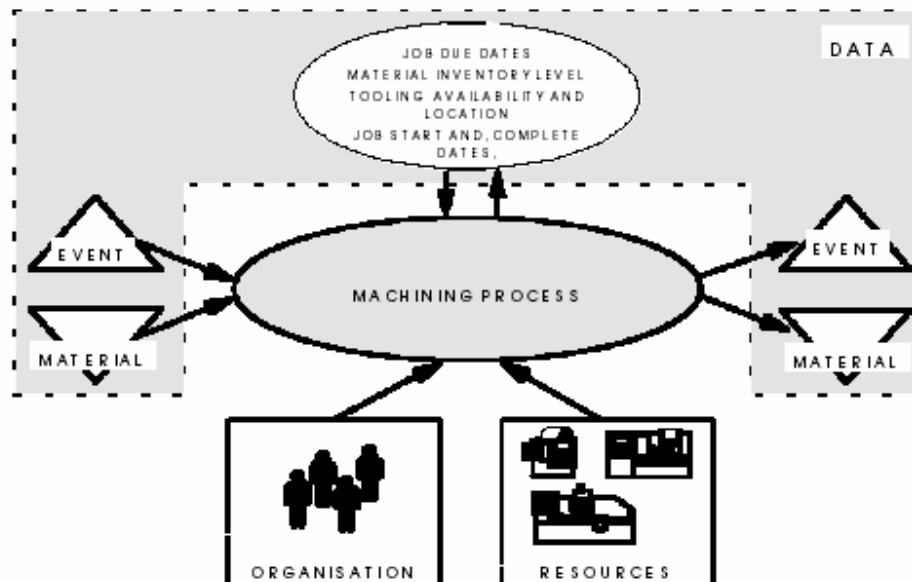 DATA
JOB DUE DATES
MATERIAL INVENTORY LEVEL
TOOLING AVAILABILITY AND
LOCATION
JOB START AND, COMPLETE
DATES,
EVENT
EVENT
MACHINING PROCESS
MATERIAL
MATERIAL
ORGANISATION
RESOURCES